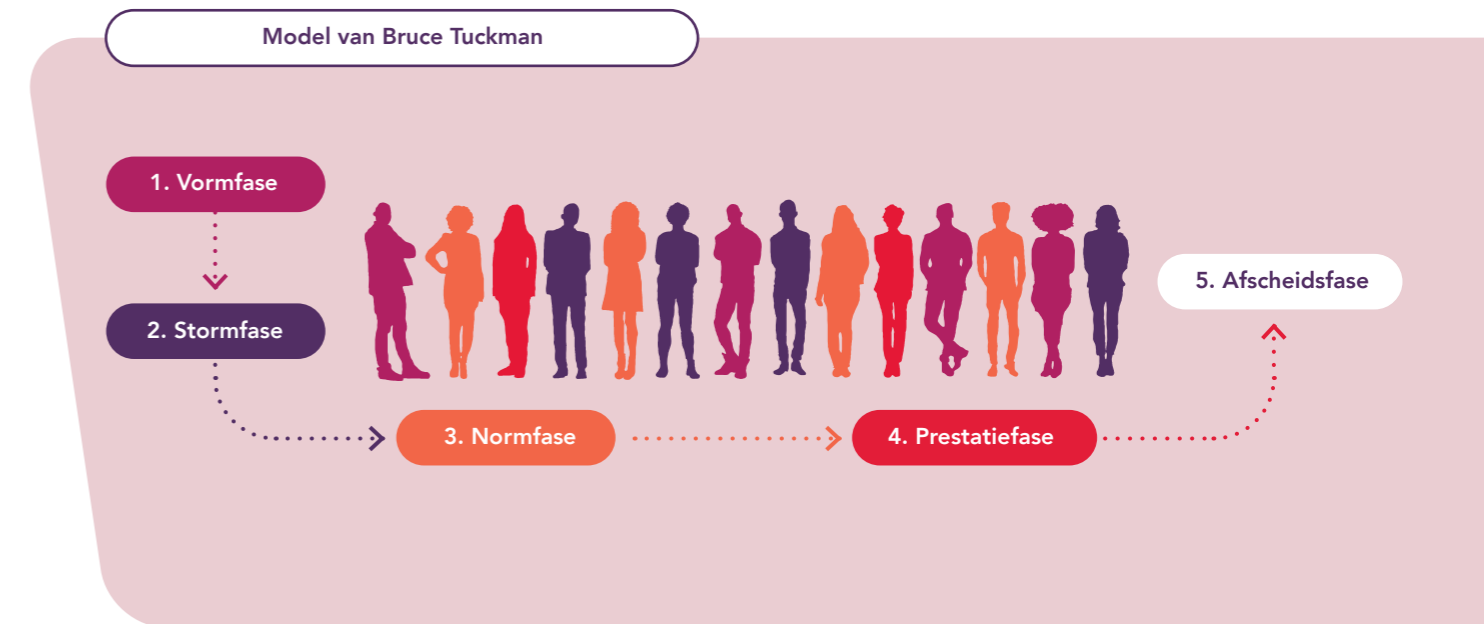 Model van Bruce Tuckman
1. Vormfase
2. Stormfase
3. Normfase
4. Prestatiefase
5. Afscheidsfase